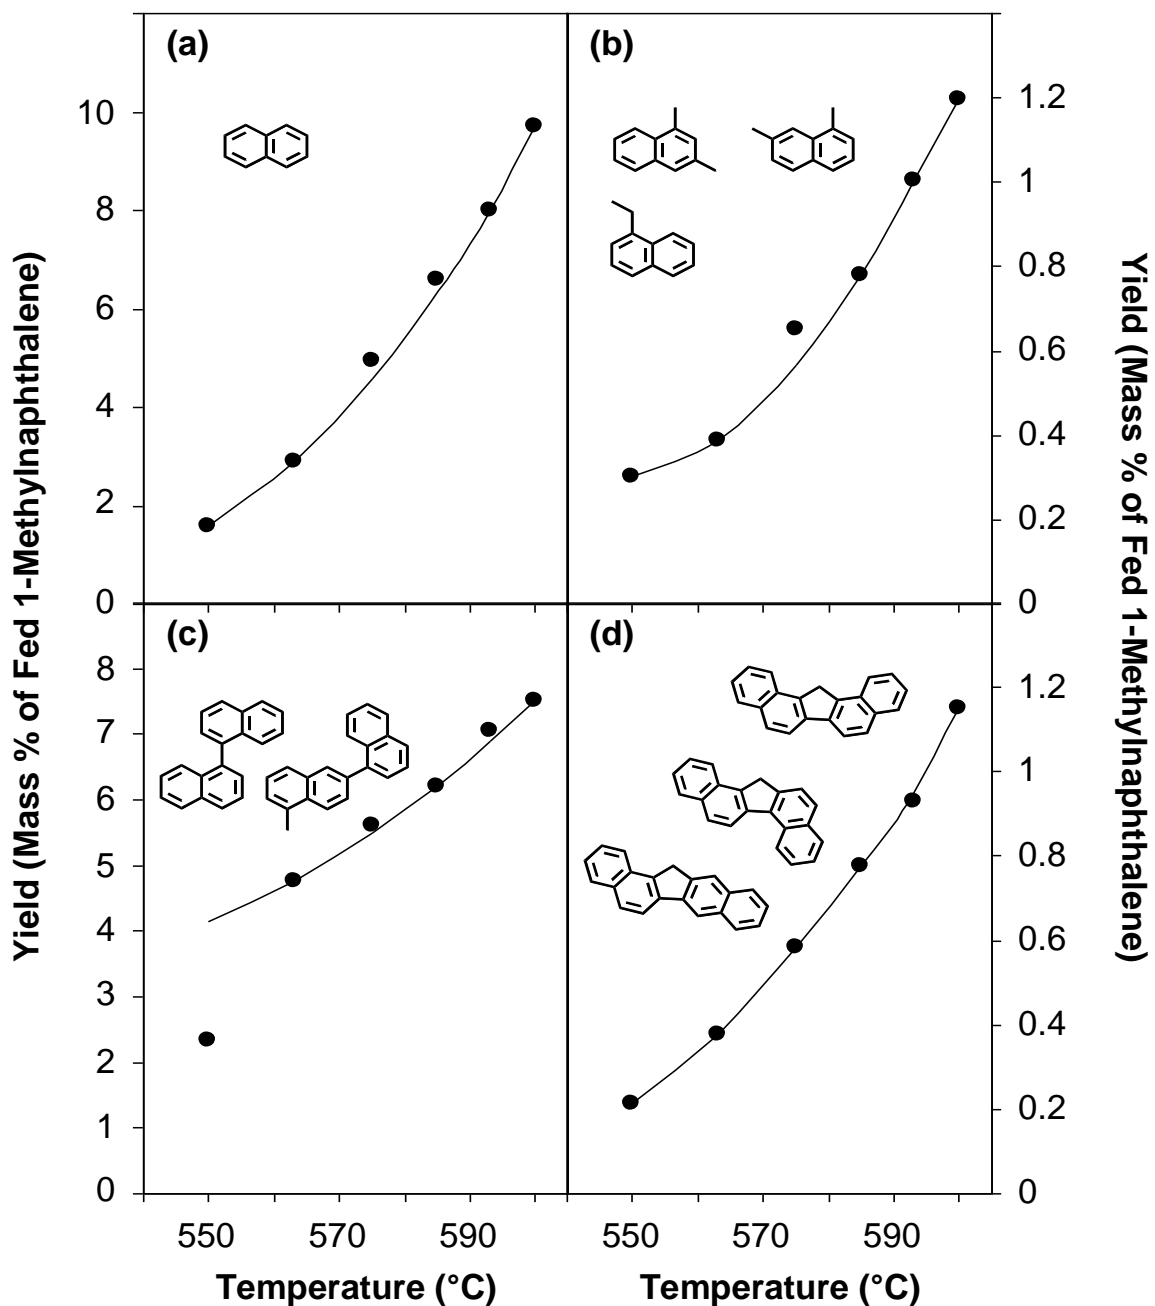 (a)
(b)
10
8
6
4
2
0
1.2
1
0.8
0.6
0.4
0.2
0
(c)
(d)
8
7
6
5
4
3
2
1
0
1.2
1
0.8
0.6
0.4
0.2
0
550 570 590
550 570 590
Temperature (°C)
Temperature (°C)
Yield (Mass % of Fed 1-Methylnaphthalene)
Yield (Mass % of Fed 1-Methylnaphthalene)